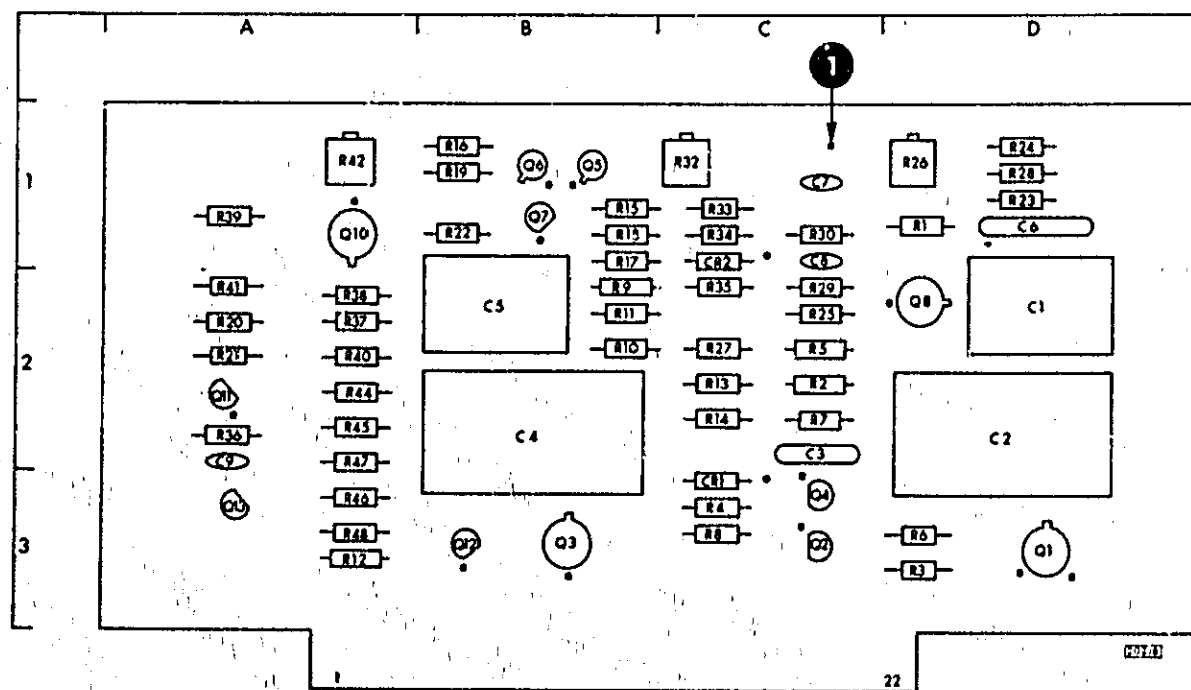 A B C D
1
R42 R16 Q6 Q5 R32 R26 R24
1 R19 C7 R28
R39 Q10 Q7 R15 R33 R23
R22 R15 R34 R30 R1 C6
R17 CR2 C8
R41 R38 C5 R9 R35 R29 Q8 C1
R20 R37 R11 R25
2 R21 R40 R10 R27 R5
Q11 R44 R13 R2
R36 R45 C4 R14 R7 C2
C9 R47 C3
R46 CR1 Q4
R4
3 R48 Q12 Q3 R8 Q2 R6 Q1
R12 R3
1 22